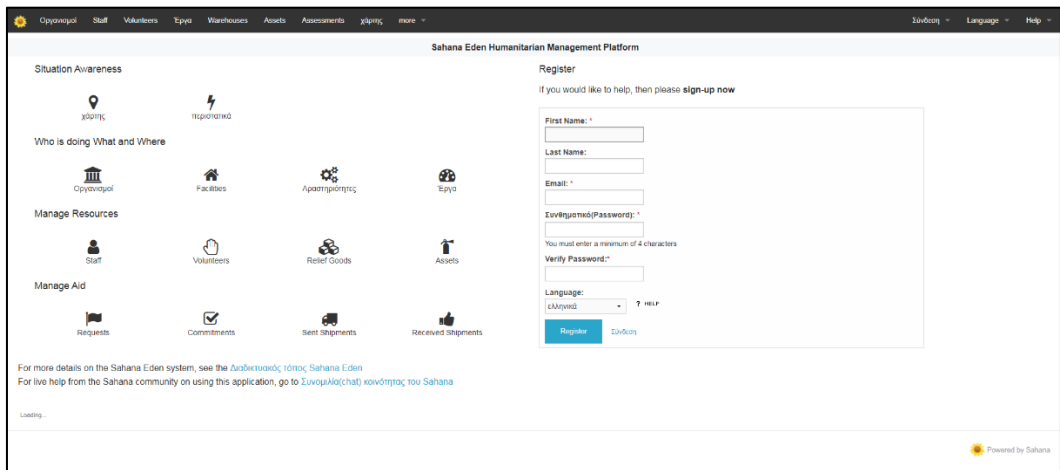 Οργανισμοί Staff Volunteers Έργα Warehouses Assets Assessments χάρτης more Σύνδεση Language Help
Sahana Eden Humanitarian Management Platform
Situation Awareness
χάρτης περιστατικά
Who is doing What and Where
Οργανισμοί Facilities Δραστηριότητες Έργα
Manage Resources
Staff Volunteers Relief Goods Assets
Manage Aid
Requests Commitments Sent Shipments Received Shipments
For more details on the Sahana Eden system, see the Διαδικτυακός τόπος Sahana Eden
For live help from the Sahana community on using this application, go to Συνομιλία(chat) κοινότητας του Sahana
Loading...
Register
If you would like to help, then please sign-up now
First Name: *
Last Name:
Email: *
Συνθηματικό(Password): *
You must enter a minimum of 4 characters
Verify Password:*
Language:
ελληνικά ? HELP
Register Σύνδεση
Powered by Sahana